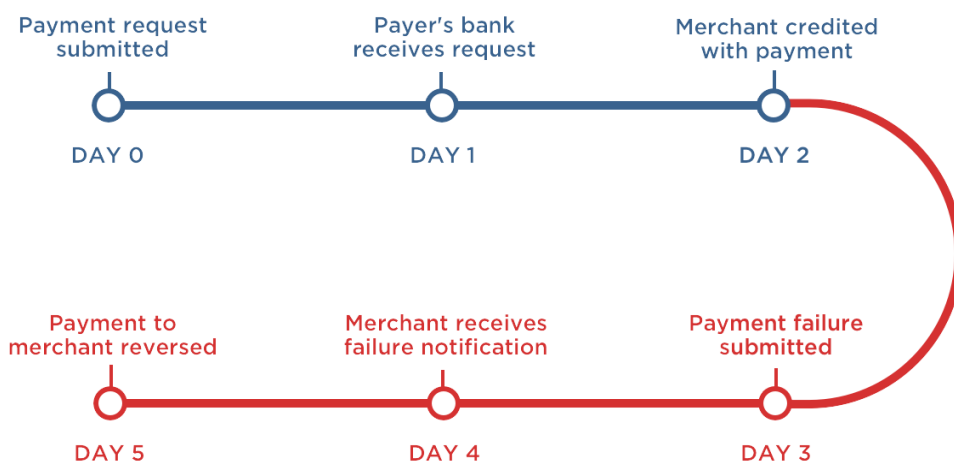 Payment request
submitted
Payer's bank
receives request
Merchant credited
with payment
DAY 0
DAY 1
DAY 2
Payment to
merchant reversed
Merchant receives
failure notification
Payment failure
submitted
DAY 5
DAY 4
DAY 3